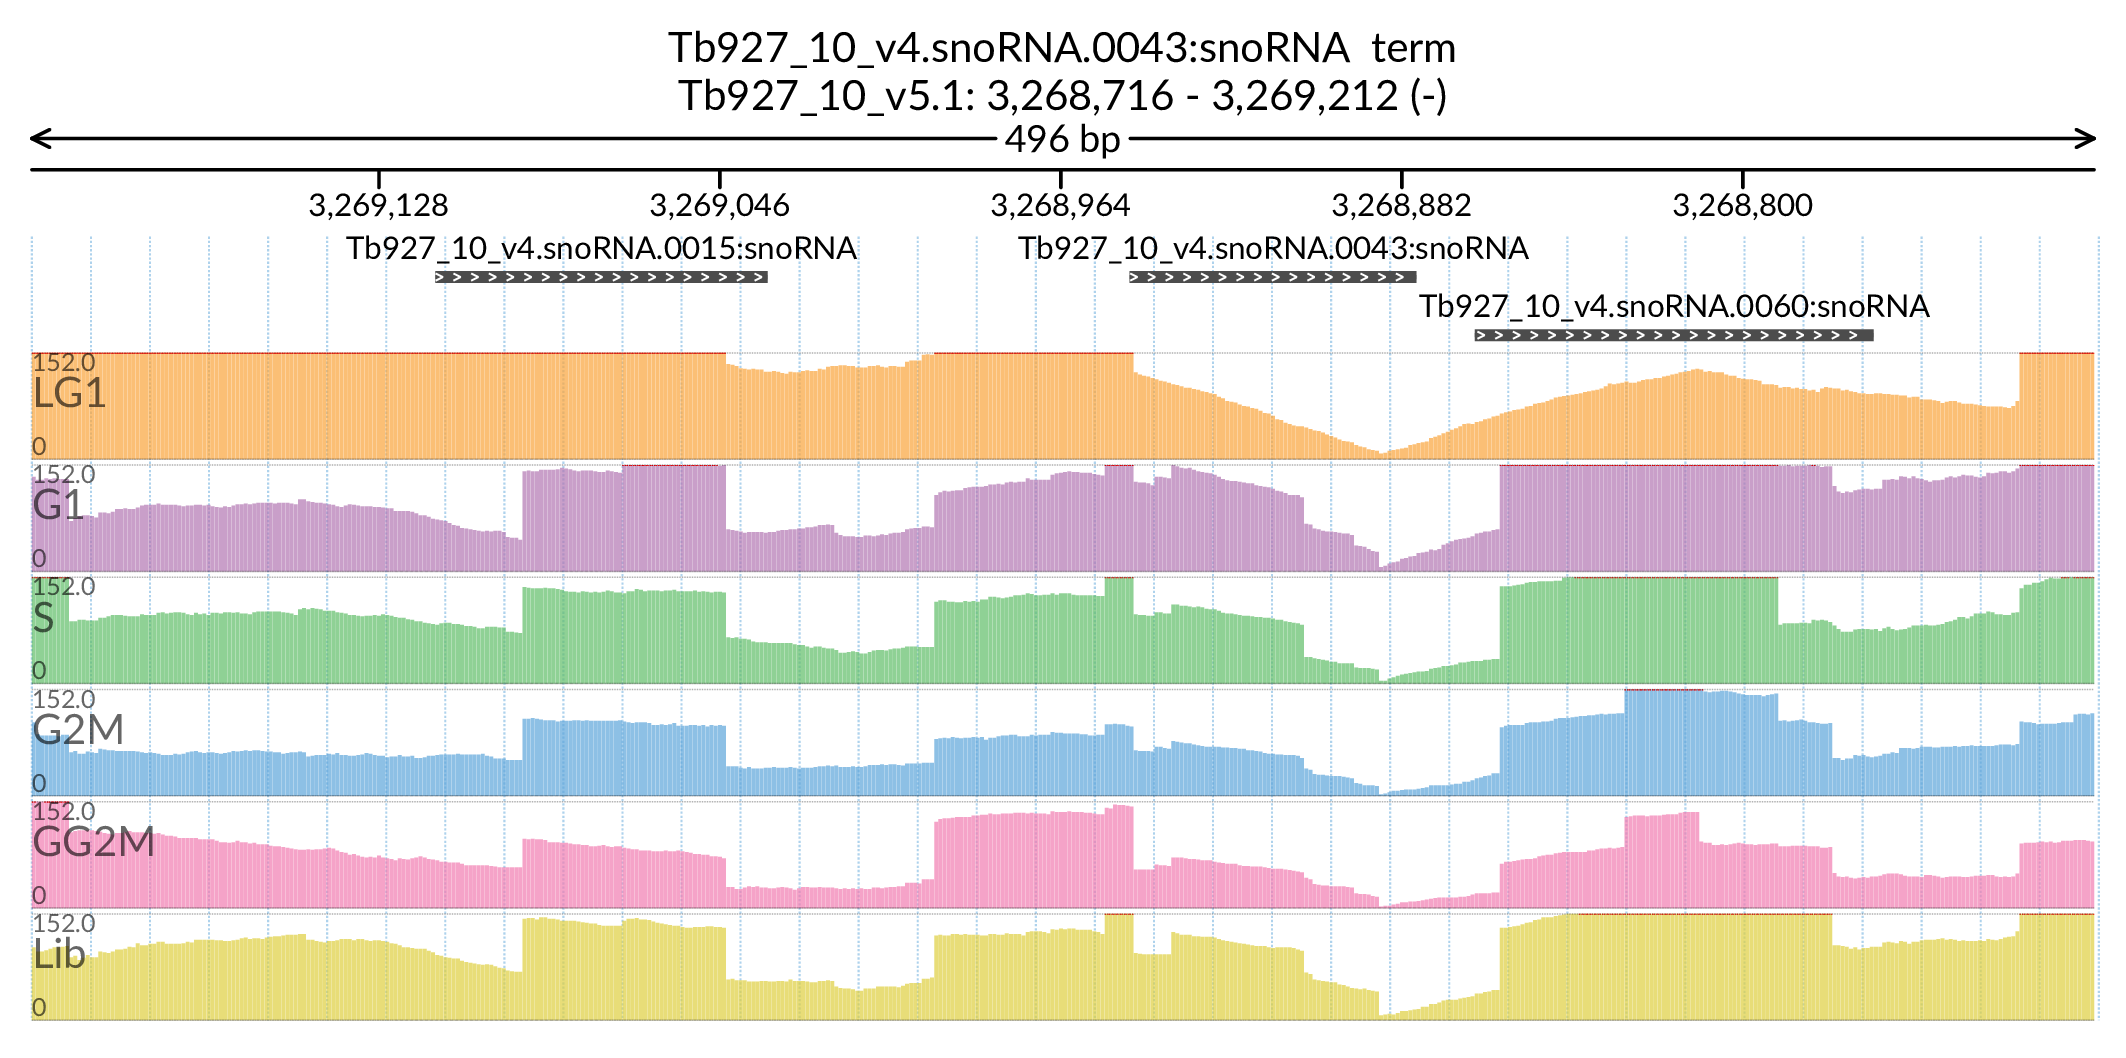 Tb927_10_v4.snoRNA.0043:snoRNA term
Tb927_10_v5.1: 3,268,716 - 3,269,212 (-)
496 bp
3,269,128 3,269,046 3,268,964 3,268,882 3,268,800
Tb927_10_v4.snoRNA.0015:snoRNA Tb927_10_v4.snoRNA.0043:snoRNA
Tb927_10_v4.snoRNA.0060:snoRNA
152.0
LG1
0
152.0
G1
0
152.0
S
0
152.0
G2M
0
152.0
GG2M
0
152.0
Lib
0